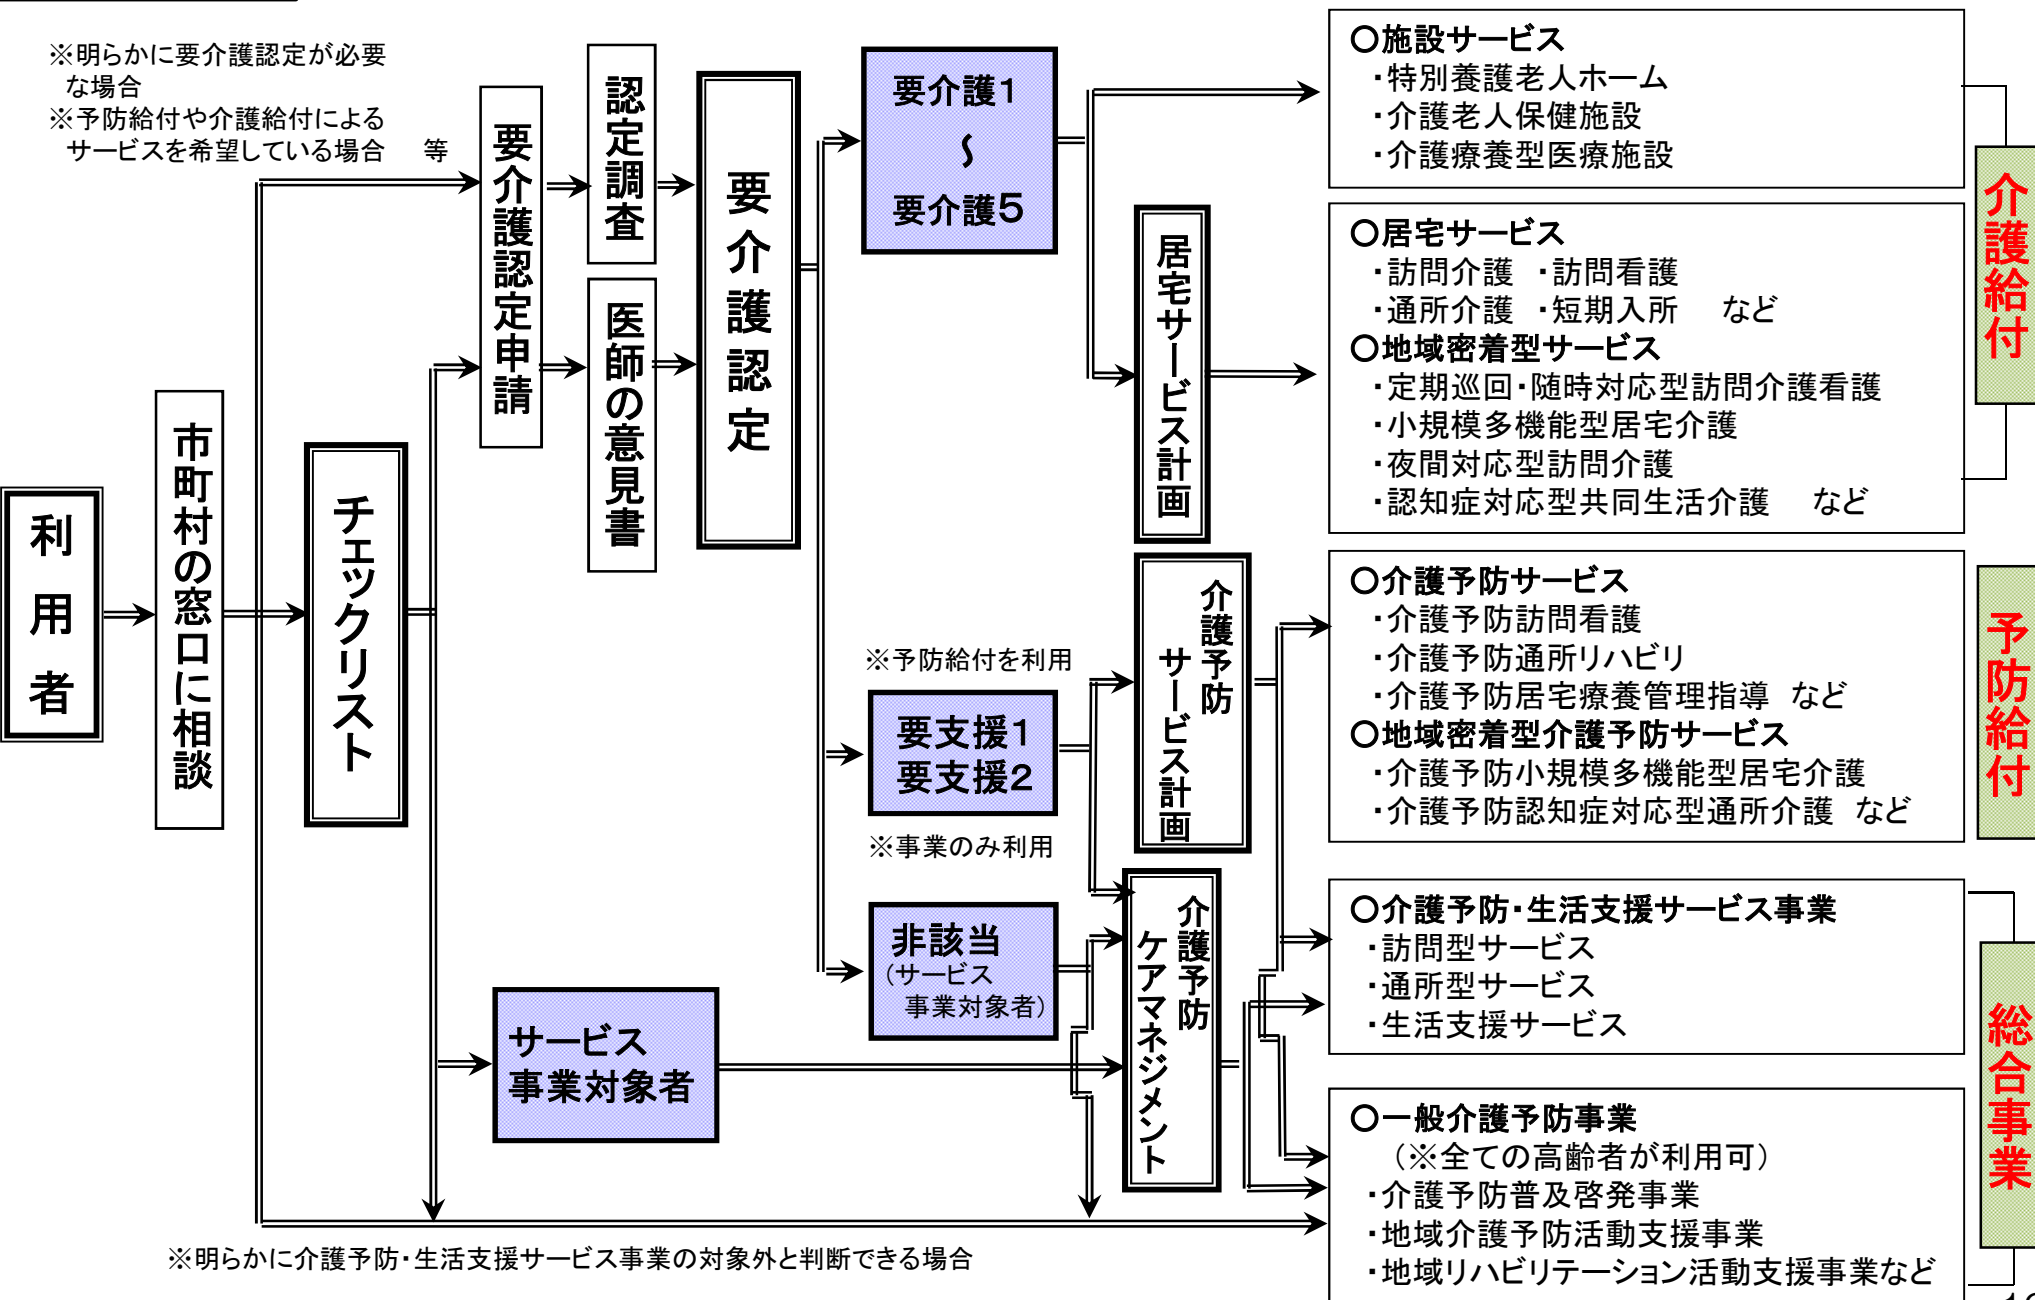 ※明らかに要介護認定が必要
な場合
※予防給付や介護給付による
サービスを希望している場合　等
利用者
市町村の窓口に相談
チェックリスト
要介護認定申請
認定調査
医師の意見書
要介護認定
要介護1
〜
要介護5
※予防給付を利用
要支援1
要支援2
※事業のみ利用
非該当
（サービス
事業対象者）
サービス
事業対象者
居宅サービス計画
介護予防
サービス計画
介護予防
ケアマネジメント
○施設サービス
・特別養護老人ホーム
・介護老人保健施設
・介護療養型医療施設
○居宅サービス
・訪問介護　・訪問看護
・通所介護　・短期入所　など
○地域密着型サービス
・定期巡回・随時対応型訪問介護看護
・小規模多機能型居宅介護
・夜間対応型訪問介護
・認知症対応型共同生活介護　など
介護給付
○介護予防サービス
・介護予防訪問看護
・介護予防通所リハビリ
・介護予防居宅療養管理指導　など
○地域密着型介護予防サービス
・介護予防小規模多機能型居宅介護
・介護予防認知症対応型通所介護　など
予防給付
○介護予防・生活支援サービス事業
・訪問型サービス
・通所型サービス
・生活支援サービス
○一般介護予防事業
（※全ての高齢者が利用可）
・介護予防普及啓発事業
・地域介護予防活動支援事業
・地域リハビリテーション活動支援事業など
総合事業
※明らかに介護予防・生活支援サービス事業の対象外と判断できる場合